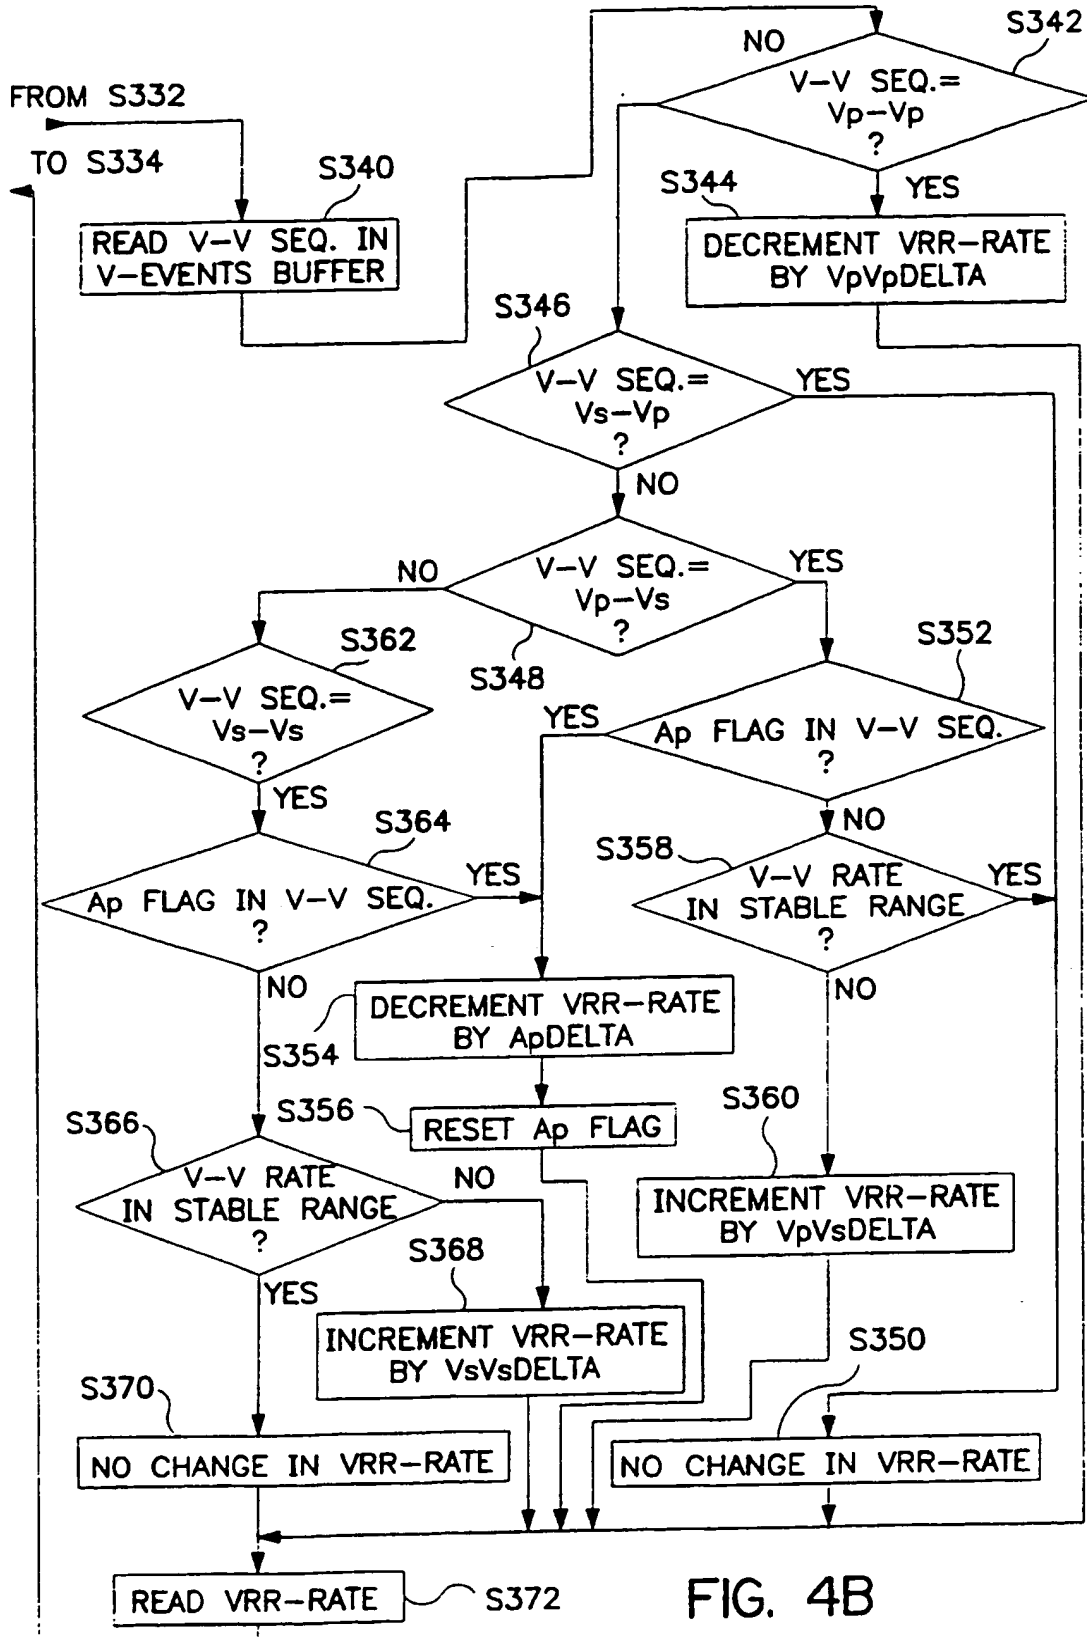 S342
NO
V-V SEQ.=
Vp-Vp
?
FROM S332
TO S334
S340
S344
YES
READ V-V SEQ. IN
V-EVENTS BUFFER
DECREMENT VRR-RATE
BY VpVpDELTA
S346
V-V SEQ.=
Vs-Vp
?
YES
NO
NO
V-V SEQ.=
Vp-Vs
?
YES
S362
S348
S352
V-V SEQ.=
Vs-Vs
?
YES
Ap FLAG IN V-V SEQ.
?
YES
S364
NO
S358
Ap FLAG IN V-V SEQ.
?
YES
V-V RATE
IN STABLE RANGE
?
YES
NO
NO
DECREMENT VRR-RATE
BY ApDELTA
S354
S356
RESET Ap FLAG
S360
S366
V-V RATE
IN STABLE RANGE
?
NO
INCREMENT VRR-RATE
BY VpVsDELTA
S368
YES
INCREMENT VRR-RATE
BY VsVsDELTA
S350
S370
NO CHANGE IN VRR-RATE
NO CHANGE IN VRR-RATE
READ VRR-RATE
S372
FIG. 4B